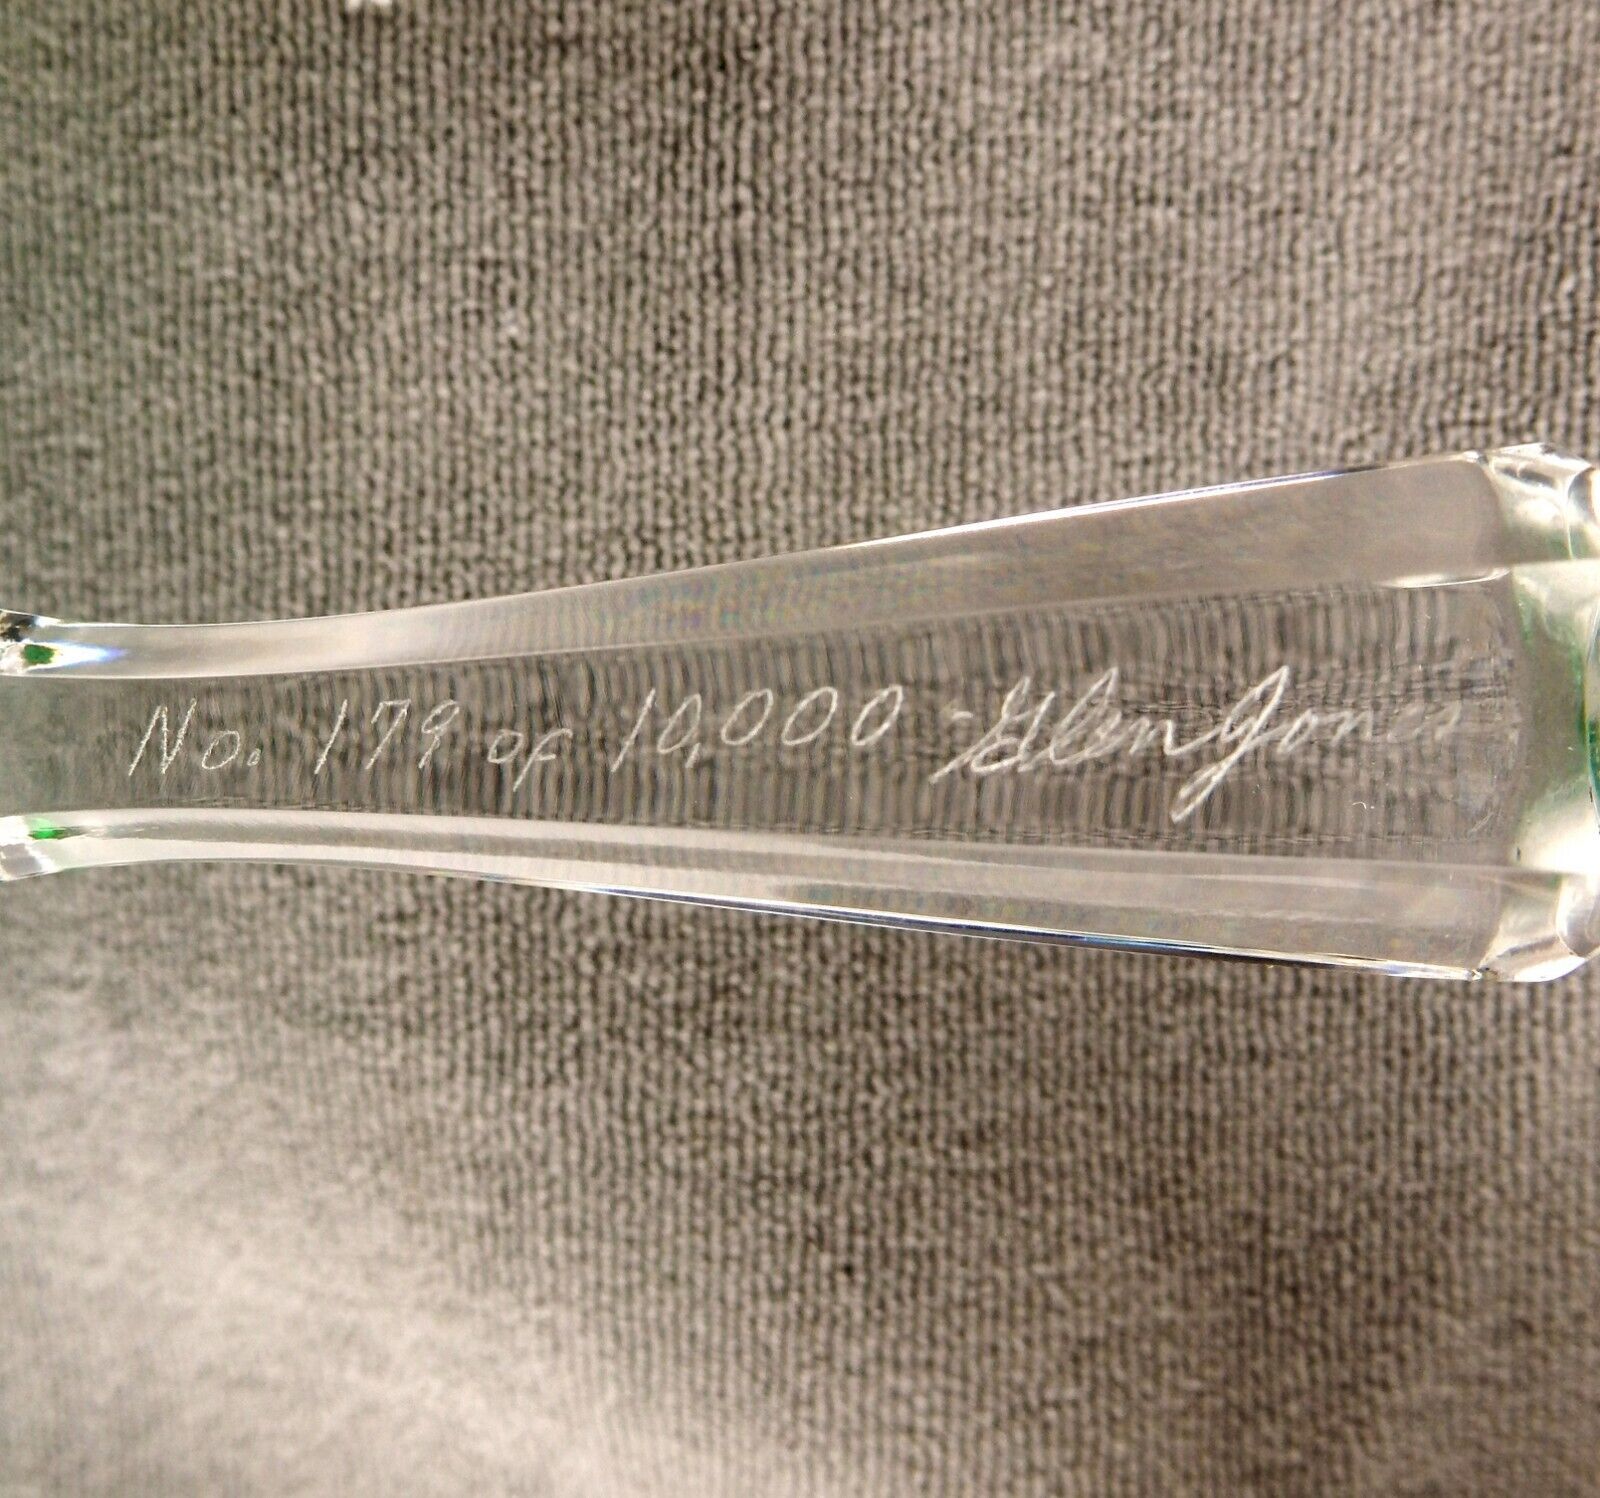 No. 179 of 10,000 - Glen Jones